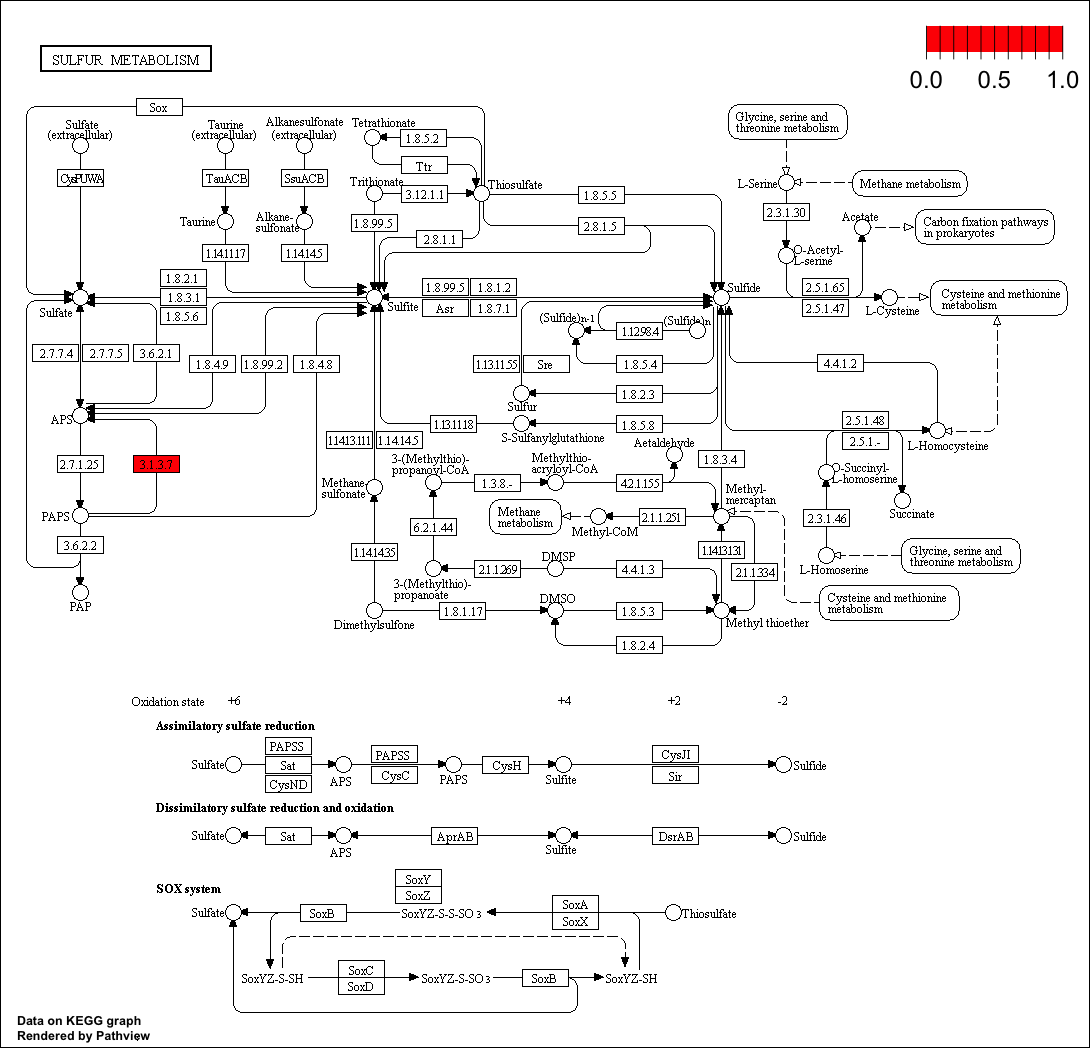 SULFUR METABOLISM
0.0 0.5 1.0
Sox
Sulfate
(extracellular)
Taurine
(extracellular)
Alkanesulfonate
(extracellular)
Tetrathionate
1.8.5.2
Glycine, serine and
threonine metabolism
CysPUWA
TauACB
SsuACB
Ttr
Trithionate
3.12.1.1
Thiosulfate
1.8.5.5
L-Serine
Methane metabolism
Taurine
Alkane-
sulfonate
1.8.99.5
2.8.1.1
2.8.1.5
2.3.1.30
Acetate
Carbon fixation pathways
in prokaryotes
1.14.11.17
1.14.14.5
O-Acetyl-
L-serine
1.8.2.1
1.8.3.1
1.8.5.6
Sulfate
Sulfite
1.8.99.5
1.8.1.2
Asr
1.8.7.1
Sulfide
2.5.1.65
2.5.1.47
L-Cysteine
Cysteine and methionine
metabolism
(Sulfide)n-1
1.12.98.4
(Sulfide)n
2.7.7.4
2.7.7.5
3.6.2.1
1.8.4.9
1.8.99.2
1.8.4.8
1.13.11.55
Sre
1.8.5.4
4.4.1.2
1.8.2.3
Sulfur
APS
1.13.11.18
1.8.5.8
S-Sulfanylglutathione
2.5.1.48
2.5.1.-
L-Homocysteine
1.14.13.111
1.14.14.5
Aetaldehyde
2.7.1.25
3.1.3.7
3-(Methylthio)-
propanoyl-CoA
Methylthio-
acryloyl-CoA
1.8.3.4
O-Succinyl-
L-homoserine
Methane
sulfonate
1.3.8.-
4.2.1.155
Methyl-
mercaptan
Succinate
PAPS
Methane
metabolism
Methyl-CoM
2.1.1.251
2.3.1.46
6.2.1.44
3.6.2.2
1.14.14.35
1.14.13.131
L-Homoserine
Glycine, serine and
threonine metabolism
DMSP
2.1.1.269
4.4.1.3
2.1.1.334
3-(Methylthio)-
propanoate
PAP
DMSO
Cysteine and methionine
metabolism
Dimethylsulfone
1.8.1.17
1.8.5.3
Methyl thioether
1.8.2.4
Oxidation state +6 +4 +2 -2
Assimilatory sulfate reduction
PAPSS
Sat
CysND
PAPSS
CysC
CysH
CysJI
Sir
Sulfate
APS
PAPS
Sulfite
Sulfide
Dissimilatory sulfate reduction and oxidation
Sulfate
Sat
APS
AprAB
Sulfite
DsrAB
Sulfide
SOX system
SoxY
SoxZ
Sulfate
SoxB
SoxYZ-S-S-SO 3
SoxA
SoxX
Thiosulfate
SoxYZ-S-SH
SoxC
SoxD
SoxYZ-S-SO 3
SoxB
SoxYZ-SH
Data on KEGG graph
Rendered by Pathview